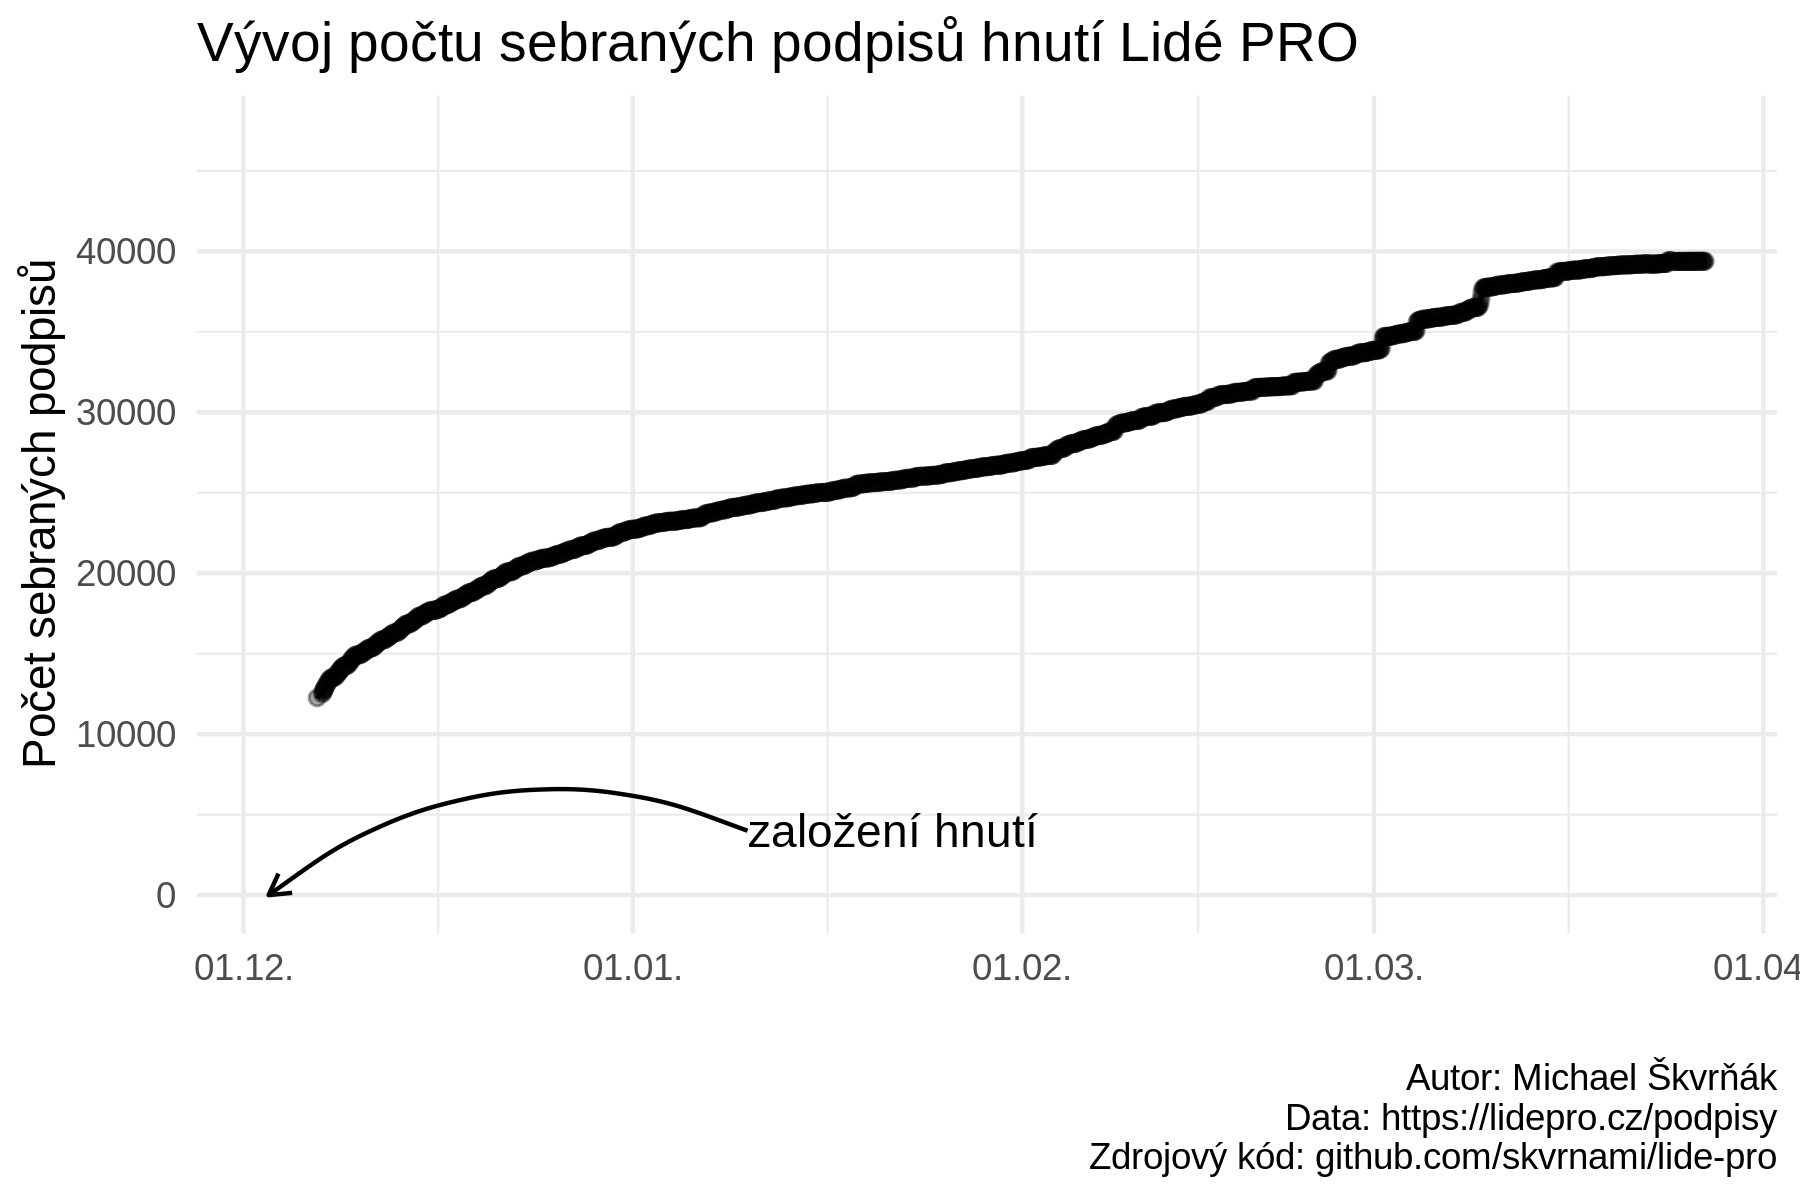 Vývoj počtu sebraných podpisů hnutí Lidé PRO
Počet sebraných podpisů
40000
30000
20000
10000
0
založení hnutí
01.12.
01.01.
01.02.
01.03.
01.04
Autor: Michael Škvrňák
Data: https://lidepro.cz/podpisy
Zdrojový kód: github.com/skvrnami/lide-pro